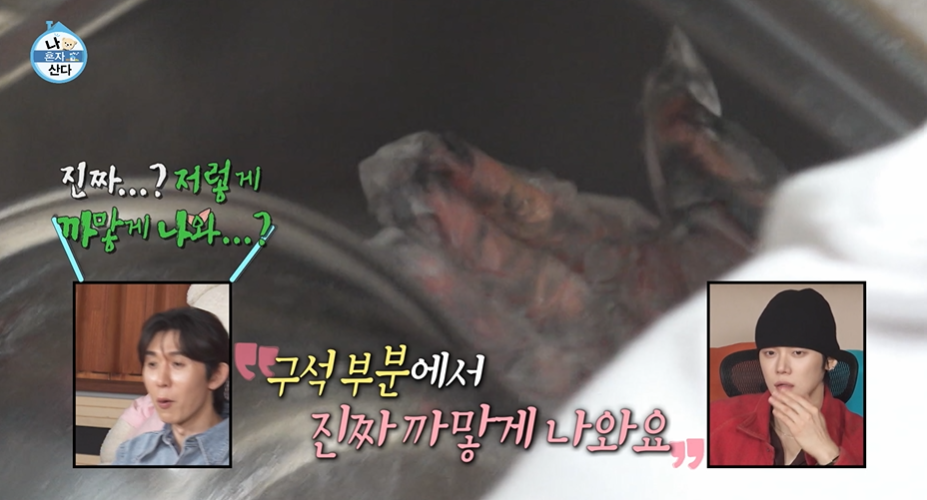 나
혼자
산다
진짜...? 저렇게
까맣게 나와...?
"구석 부분에서
진짜 까맣게 나와요"